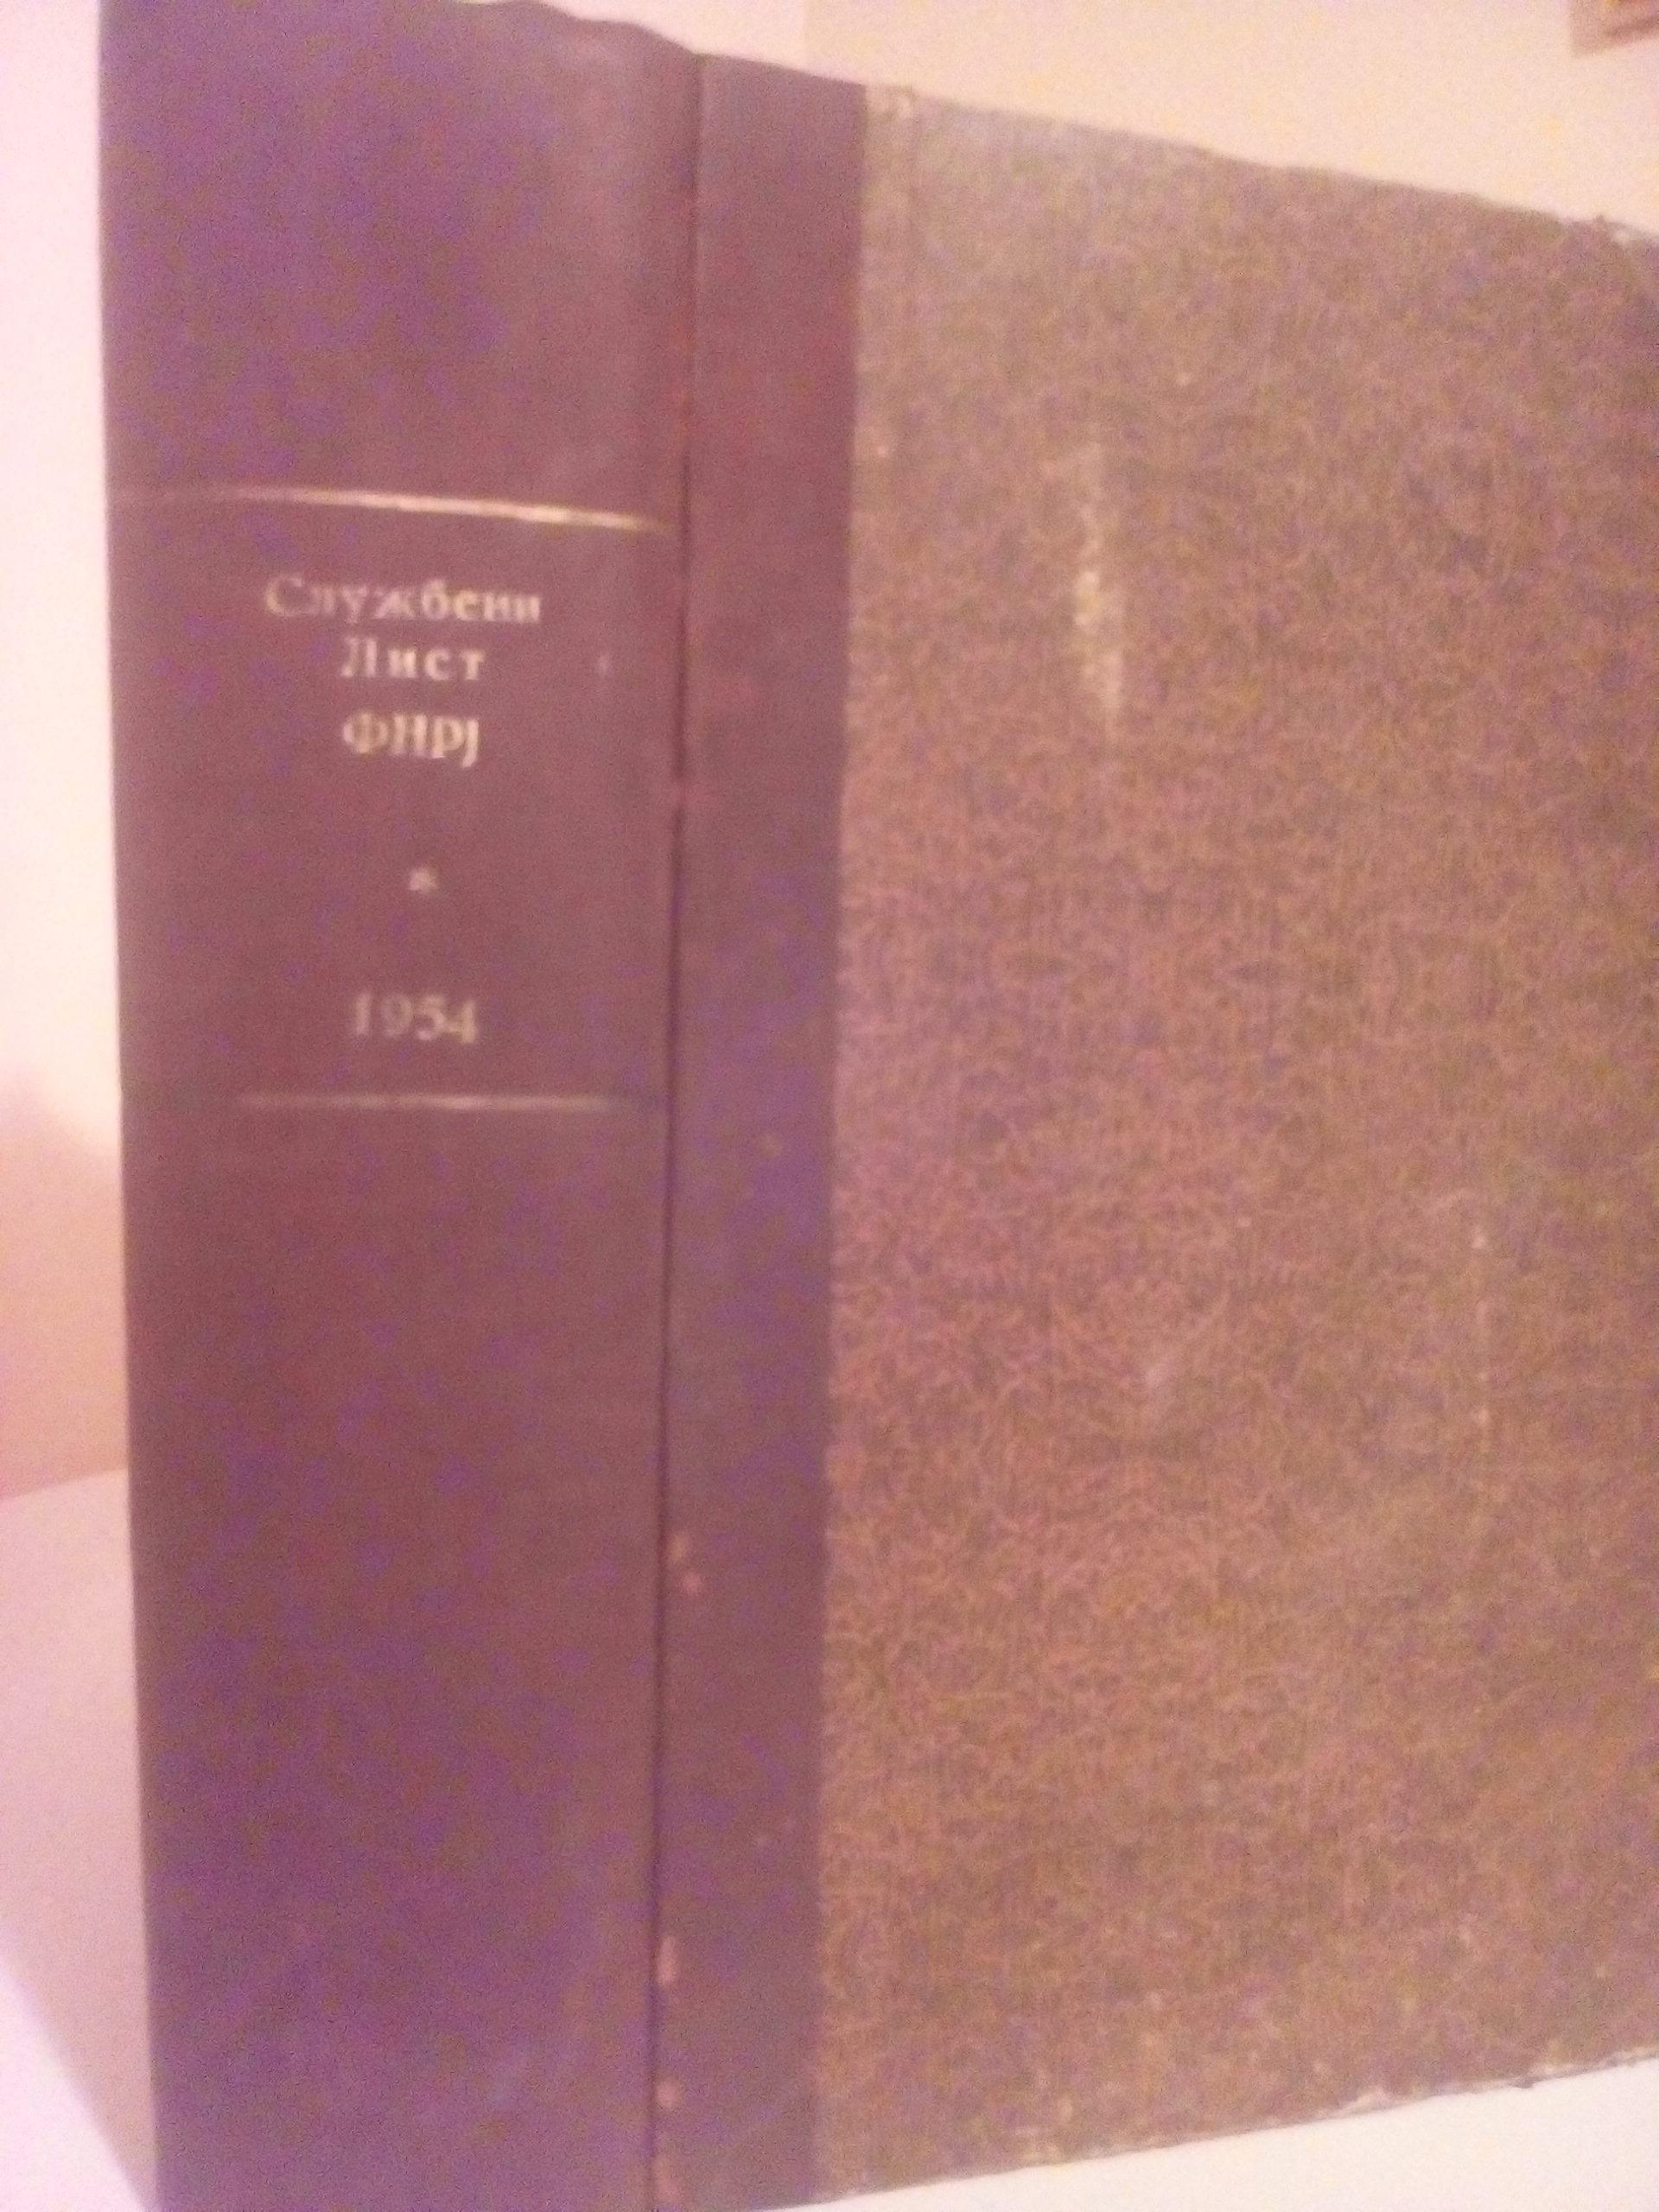 Службени
Лист
ФНРЈ
*
1954